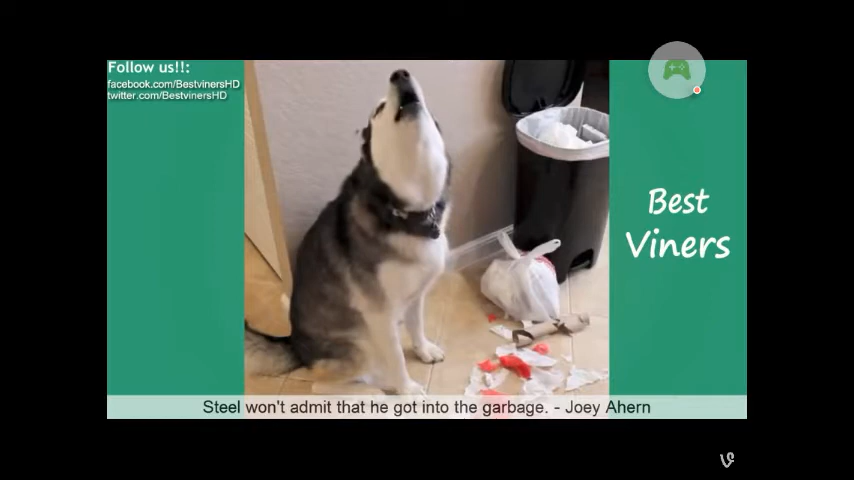 Follow us!!:
facebook.com/BestvinersHD
twitter.com/BestvinersHD
Best
Viners
Steel won't admit that he got into the garbage. - Joey Ahern